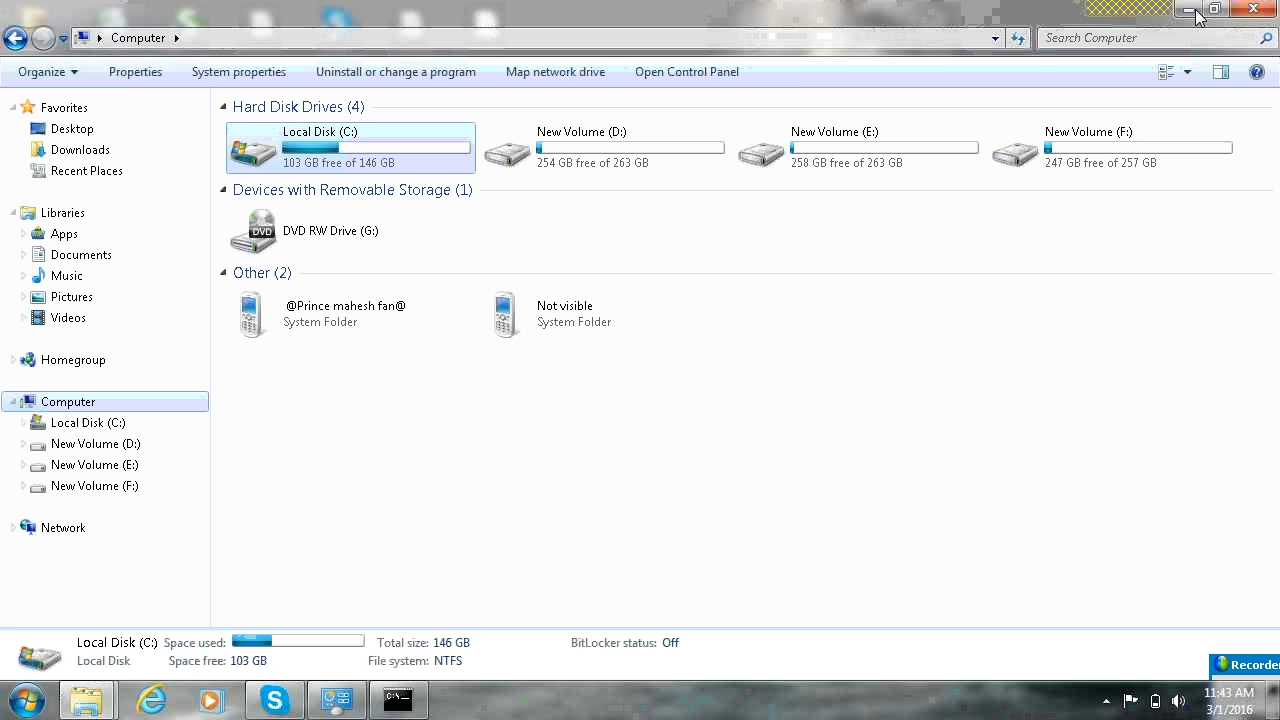 Computer
Search Computer
Organize Properties System properties Uninstall or change a program Map network drive Open Control Panel
Favorites
Desktop
Downloads
Recent Places
Libraries
Apps
Documents
Music
Pictures
Videos
Homegroup
Computer
Local Disk (C:)
New Volume (D:)
New Volume (E:)
New Volume (F:)
Network
Hard Disk Drives (4)
Local Disk (C:)
103 GB free of 146 GB
New Volume (D:)
254 GB free of 263 GB
New Volume (E:)
258 GB free of 263 GB
New Volume (F:)
247 GB free of 257 GB
Devices with Removable Storage (1)
DVD
DVD RW Drive (G:)
Other (2)
@Prince mahesh fan@
System Folder
Not visible
System Folder
Local Disk (C:) Space used: Total size: 146 GB BitLocker status: Off
Local Disk Space free: 103 GB File system: NTFS
Recorder
11:43 AM
3/1/2016